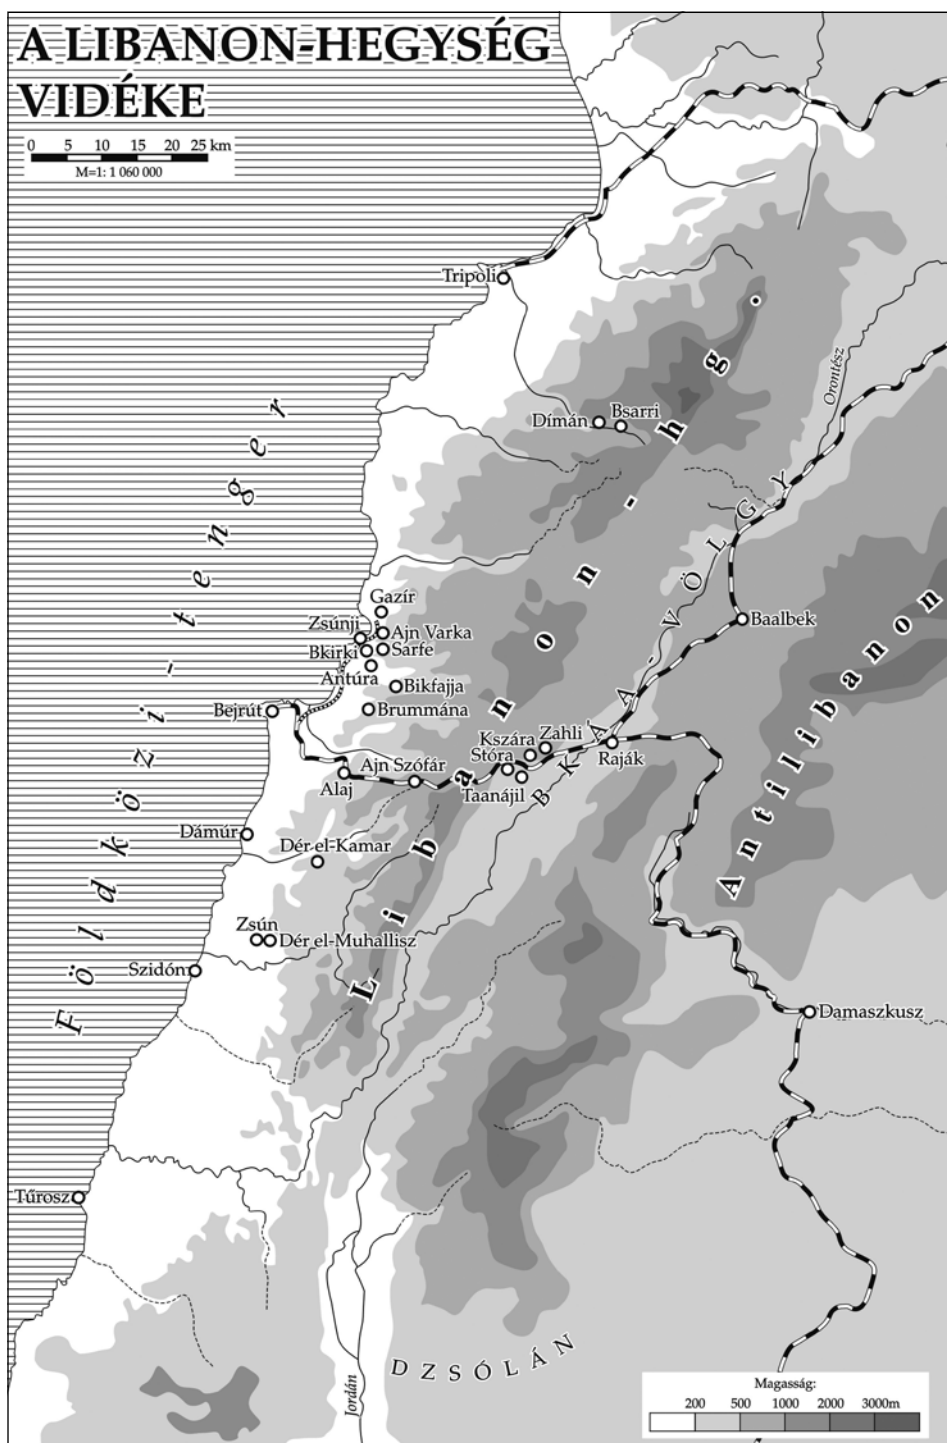 A LIBANON-HEGYSÉG
VIDÉKE
0 5 10 15 20 25 km
M=1: 1 060 000
Tripoli
Orontész
Dímán
Bsarri
Földközi-tenger
Libanon-hg.
BKÁA-VÖLGY
Antilibanon
Gazír
Zsúnji
Ajn Varka
Bkirki
Sarfe
Antúra
Bikfajja
Brummána
Bejrút
Baalbek
Zahli
Kszára
Stóra
Raják
Ajn Szófár
Alaj
Taanájil
Dámúr
Dér el-Kamar
Zsún
Dér el-Muhallisz
Szidón
Damaszkusz
Tűrosz
DZSÓLÁN
Jordán
Magasság:
200 500 1000 2000 3000m